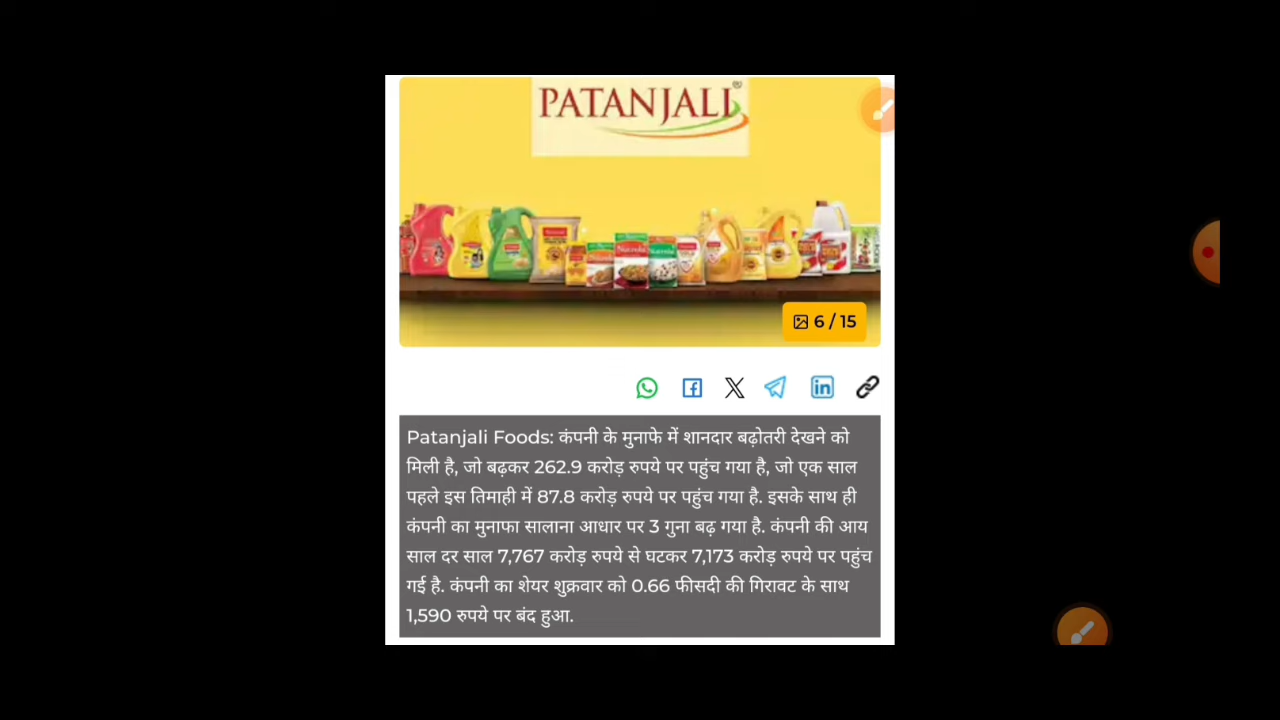 PATANJALI
Nutrela
6 / 15
Patanjali Foods: कंपनी के मुनाफे में शानदार बढ़ोतरी देखने को
मिली है, जो बढ़कर 262.9 करोड़ रुपये पर पहुंच गया है, जो एक साल
पहले इस तिमाही में 87.8 करोड़ रुपये पर पहुंच गया है. इसके साथ ही
कंपनी का मुनाफा सालाना आधार पर 3 गुना बढ़ गया है. कंपनी की आय
साल दर साल 7,767 करोड़ रुपये से घटकर 7,173 करोड़ रुपये पर पहुंच
गई है. कंपनी का शेयर शुक्रवार को 0.66 फीसदी की गिरावट के साथ
1,590 रुपये पर बंद हुआ.